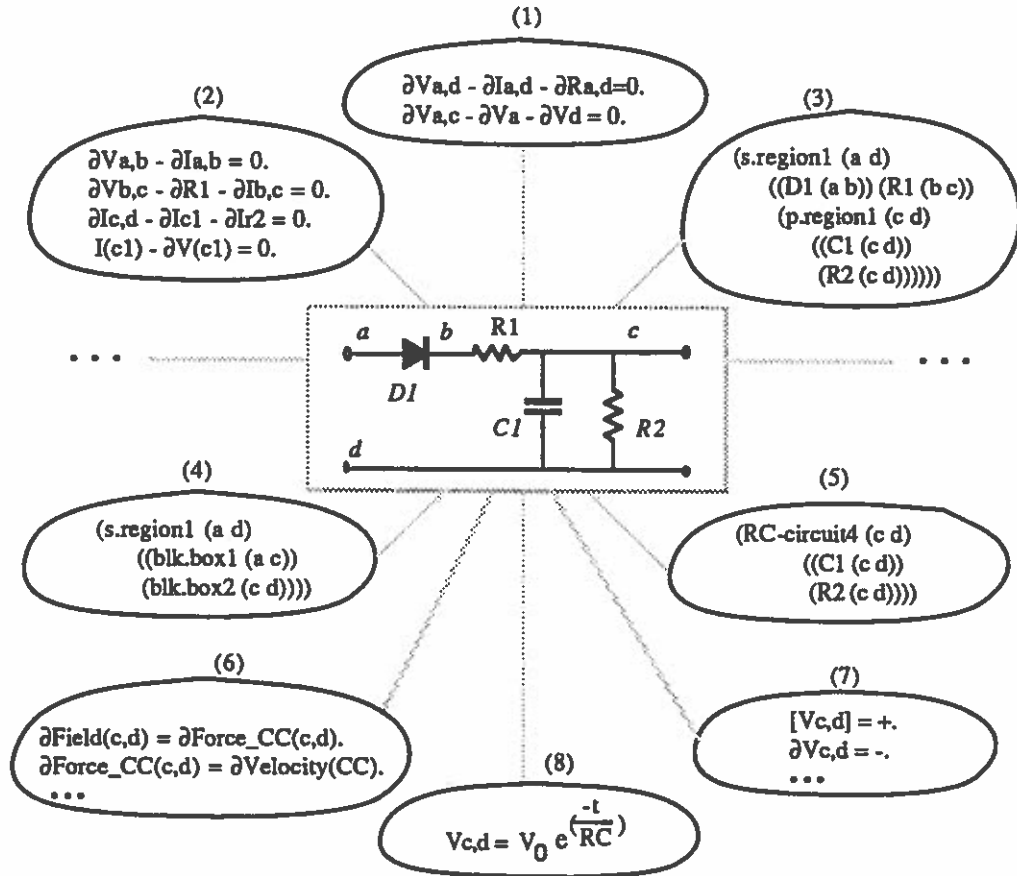 (1)
∂Va,d - ∂Ia,d - ∂Ra,d=0.
∂Va,c - ∂Va - ∂Vd = 0.
(2)
∂Va,b - ∂Ia,b = 0.
∂Vb,c - ∂R1 - ∂Ib,c = 0.
∂Ic,d - ∂Ic1 - ∂Ir2 = 0.
I(c1) - ∂V(c1) = 0.
(3)
(s.region1 (a d)
((D1 (a b)) (R1 (b c))
(p.region1 (c d)
((C1 (c d))
(R2 (c d))))))
a b R1 c
D1
C1 R2
d
• • •
• • •
(4)
(s.region1 (a d)
((blk.box1 (a c))
(blk.box2 (c d))))
(5)
(RC-circuit4 (c d)
((C1 (c d))
(R2 (c d))))
(6)
∂Field(c,d) = ∂Force_CC(c,d).
∂Force_CC(c,d) = ∂Velocity(CC).
• • •
(7)
[Vc,d] = +.
∂Vc,d = -.
• • •
(8)
Vc,d = V0 e(-t/RC)